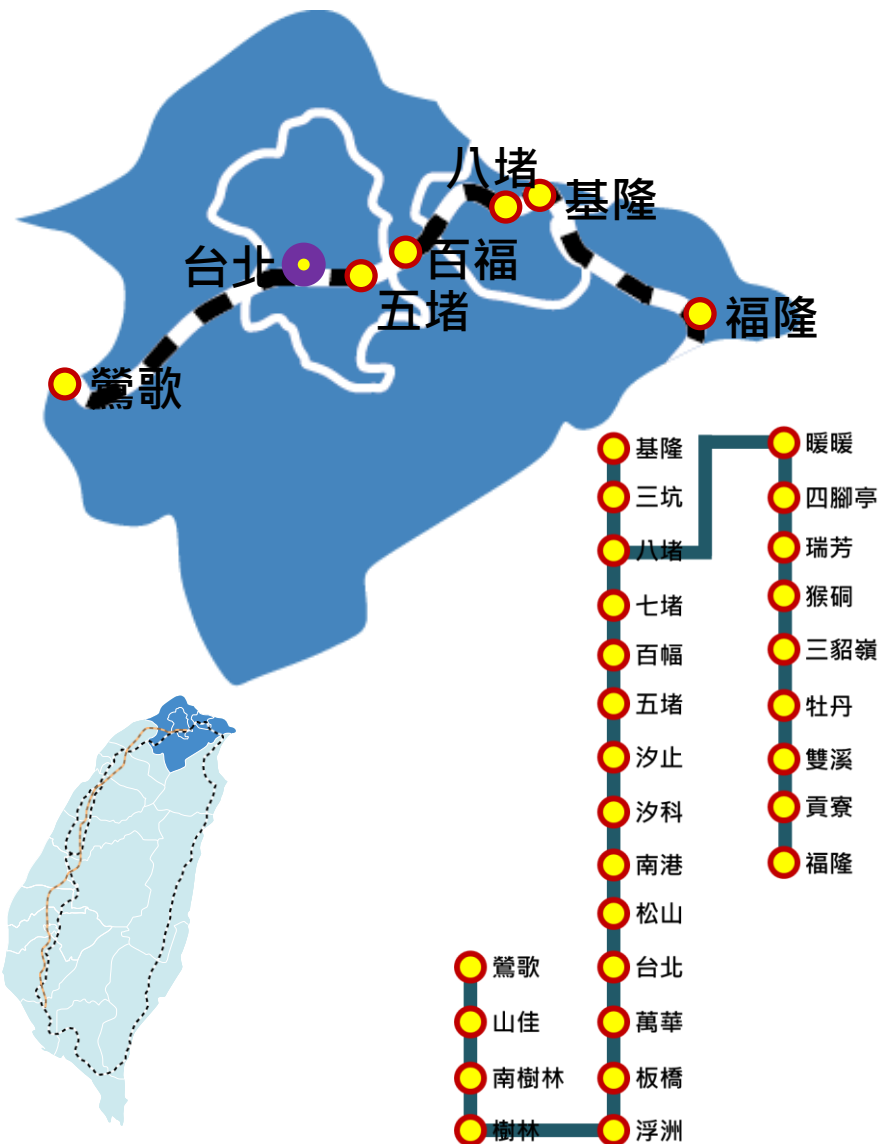 八堵
基隆
台北
百福
五堵
福隆
鶯歌
基隆
三坑
八堵
七堵
百幅
五堵
汐止
汐科
南港
松山
台北
萬華
板橋
浮洲
暖暖
四腳亭
瑞芳
猴硐
三貂嶺
牡丹
雙溪
貢寮
福隆
鶯歌
山佳
南樹林
樹林